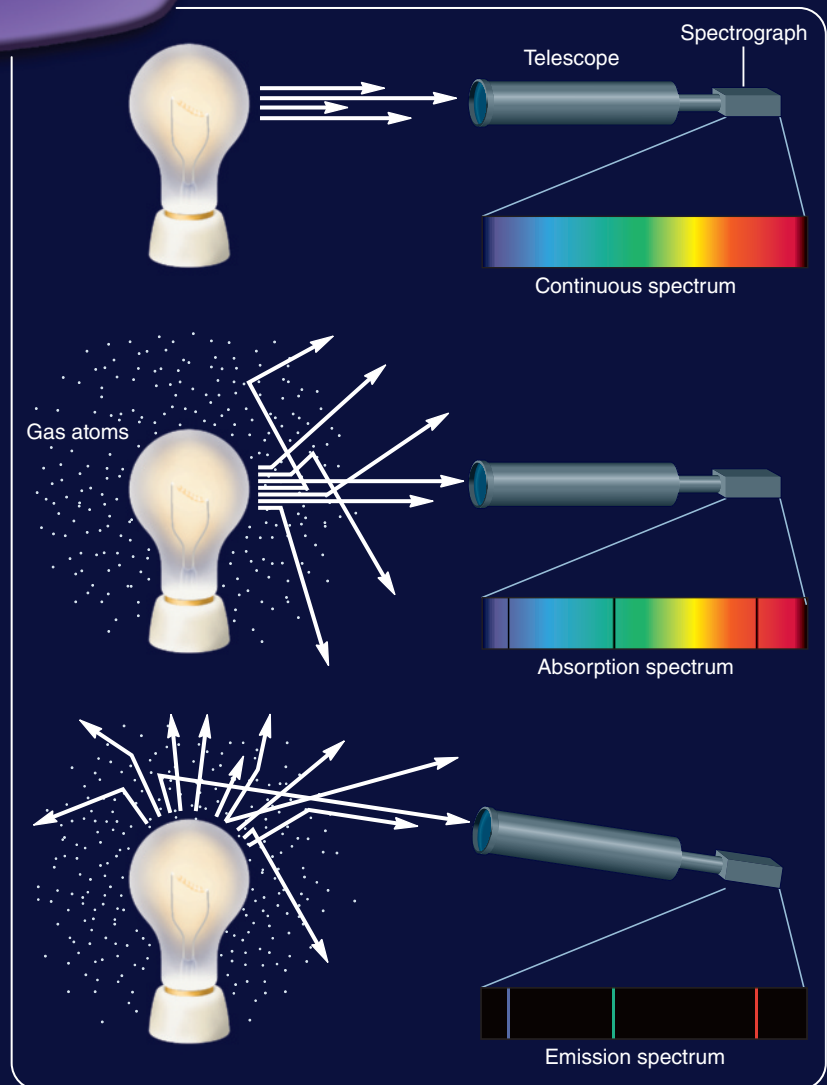 Spectrograph
Telescope
Continuous spectrum
Gas atoms
Absorption spectrum
Emission spectrum